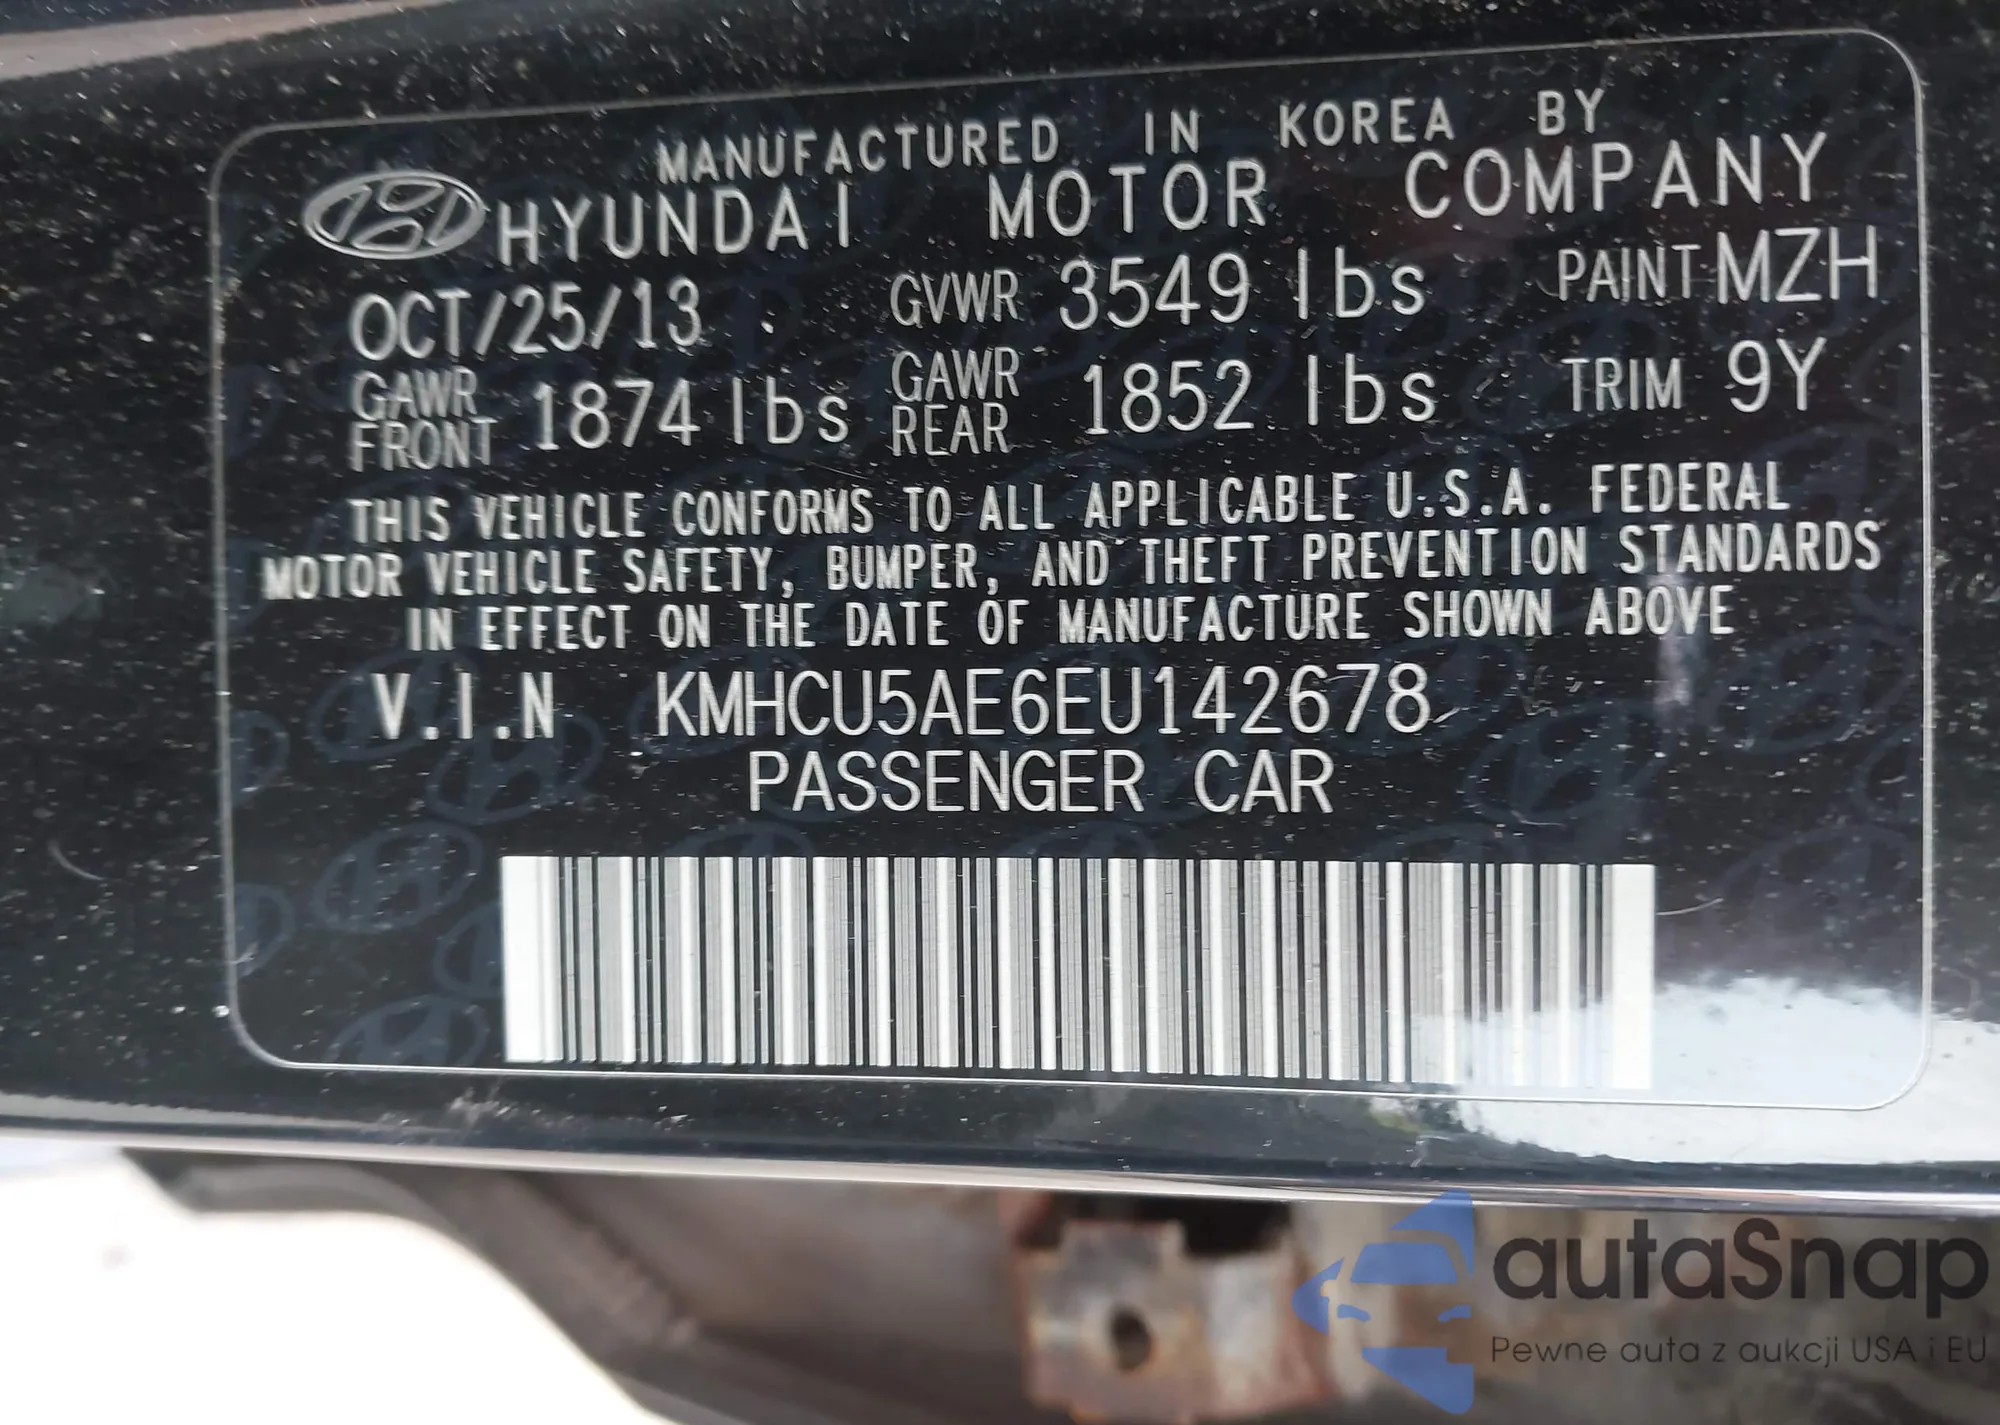 MANUFACTURED IN KOREA BY
HYUNDAI MOTOR COMPANY
OCT/25/13 GVWR 3549 lbs PAINT MZH
GAWR FRONT 1874 lbs GAWR REAR 1852 lbs TRIM 9Y
THIS VEHICLE CONFORMS TO ALL APPLICABLE U.S.A. FEDERAL
MOTOR VEHICLE SAFETY, BUMPER, AND THEFT PREVENTION STANDARDS
IN EFFECT ON THE DATE OF MANUFACTURE SHOWN ABOVE
V.I.N KMHCU5AE6EU142678
PASSENGER CAR
autaSnap
Pewne auta z aukcji USA i EU